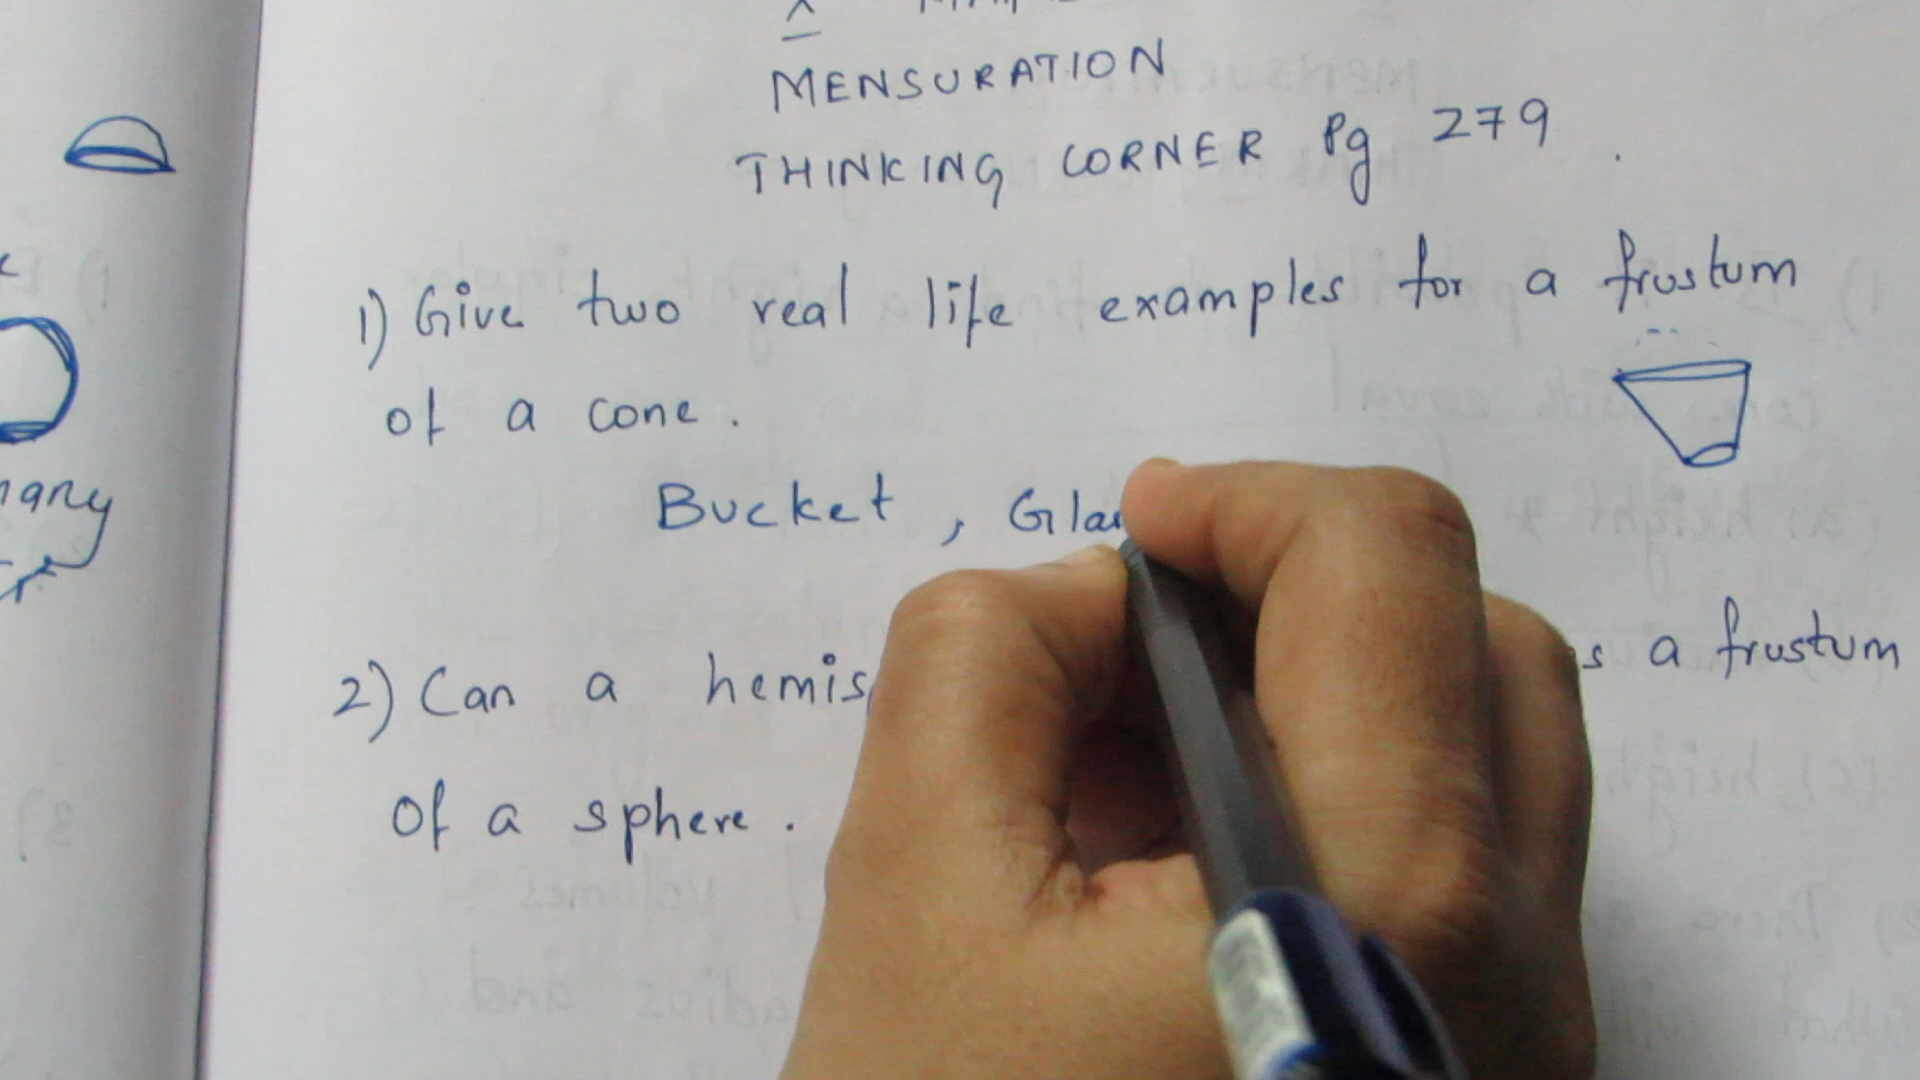 X
MENSURATION
THINKING CORNER Pg 279.
1) Give two real life examples for a frustum
of a cone.
Bucket, Gla
2) Can a hemis a frustum
of a sphere.
many